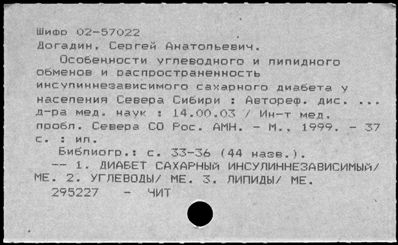 Шифр 02-57022
Догадин, Сергей Анатольевич.
Особенности углеводного и липидного
обменов и распространенность
инсулиннезависимого сахарного диабета у
населения Севера Сибири : Автореф. дис. ...
д-ра мед. наук : 14.00.03 / Ин-т мед.
пробл. Севера СО Рос. АМН. - М., 1999. - 37
с. : ил.
Библиогр.: с. 33-36 (44 назв.).
-- 1. ДИАБЕТ САХАРНЫЙ ИНСУЛИННЕЗАВИСИМЫЙ/
МЕ. 2. УГЛЕВОДЫ/ МЕ. 3. ЛИПИДЫ/ МЕ.
295227 - ЧИТ